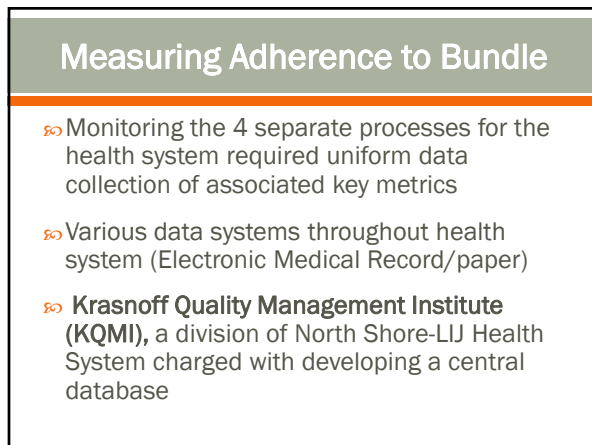 Measuring Adherence to Bundle
Monitoring the 4 separate processes for the
health system required uniform data
collection of associated key metrics
Various data systems throughout health
system (Electronic Medical Record/paper)
Krasnoff Quality Management Institute
(KQMI), a division of North Shore-LIJ Health
System charged with developing a central
database